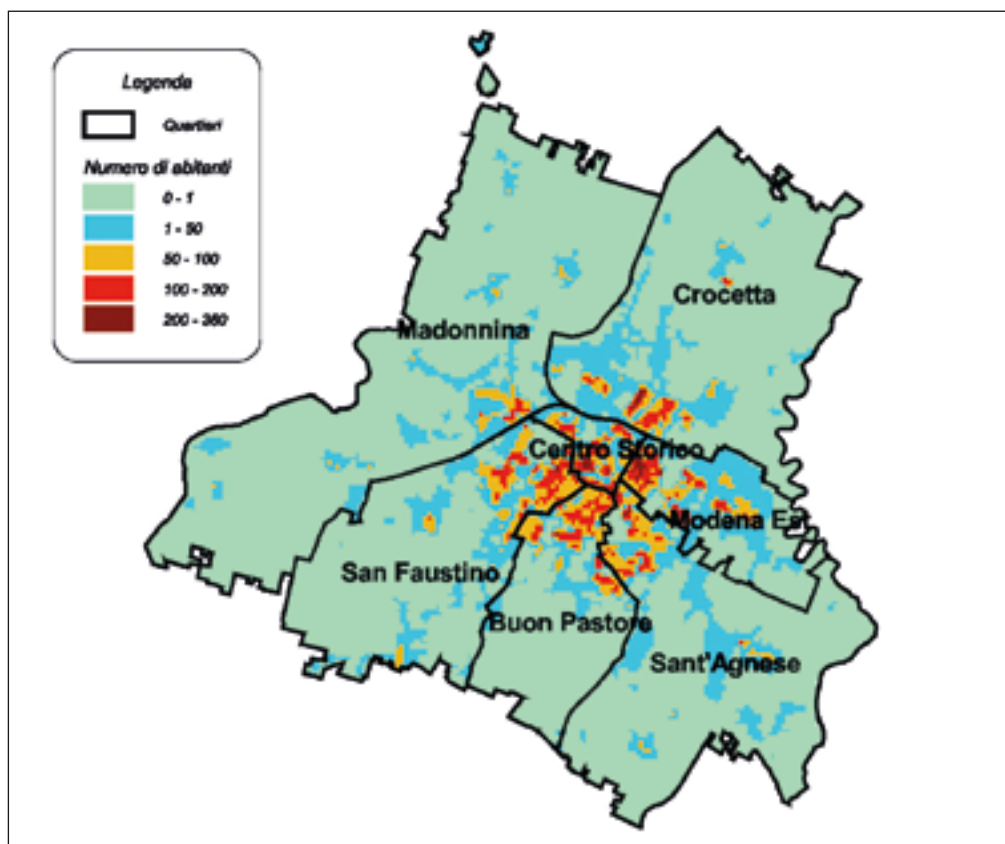 Legenda
Quartieri
Numero di abitanti
0 - 1
1 - 50
50 - 100
100 - 200
200 - 360
Crocetta
Madonnina
Centro Storico
Modena Est
San Faustino
Buon Pastore
Sant'Agnese